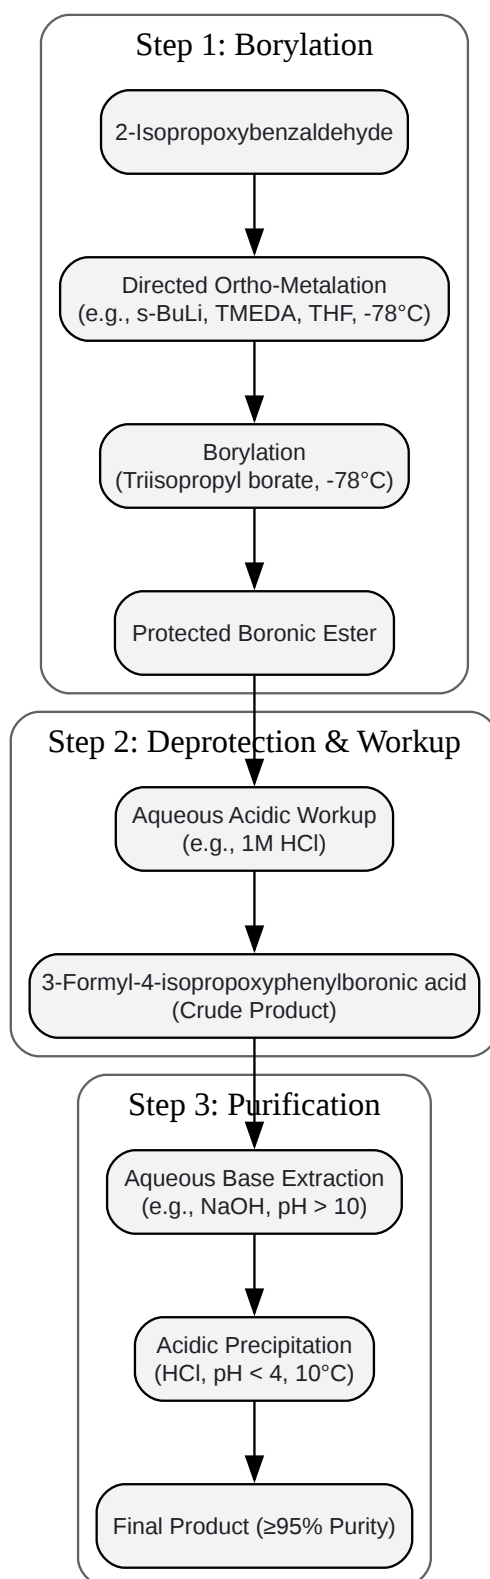 Step 1: Borylation
2-Isopropoxybenzaldehyde
Directed Ortho-Metalation
(e.g., s-BuLi, TMEDA, THF, -78°C)
Borylation
(Triisopropyl borate, -78°C)
Protected Boronic Ester
Step 2: Deprotection & Workup
Aqueous Acidic Workup
(e.g., 1M HCl)
3-Formyl-4-isopropoxyphenylboronic acid
(Crude Product)
Step 3: Purification
Aqueous Base Extraction
(e.g., NaOH, pH > 10)
Acidic Precipitation
(HCl, pH < 4, 10°C)
Final Product (≥95% Purity)